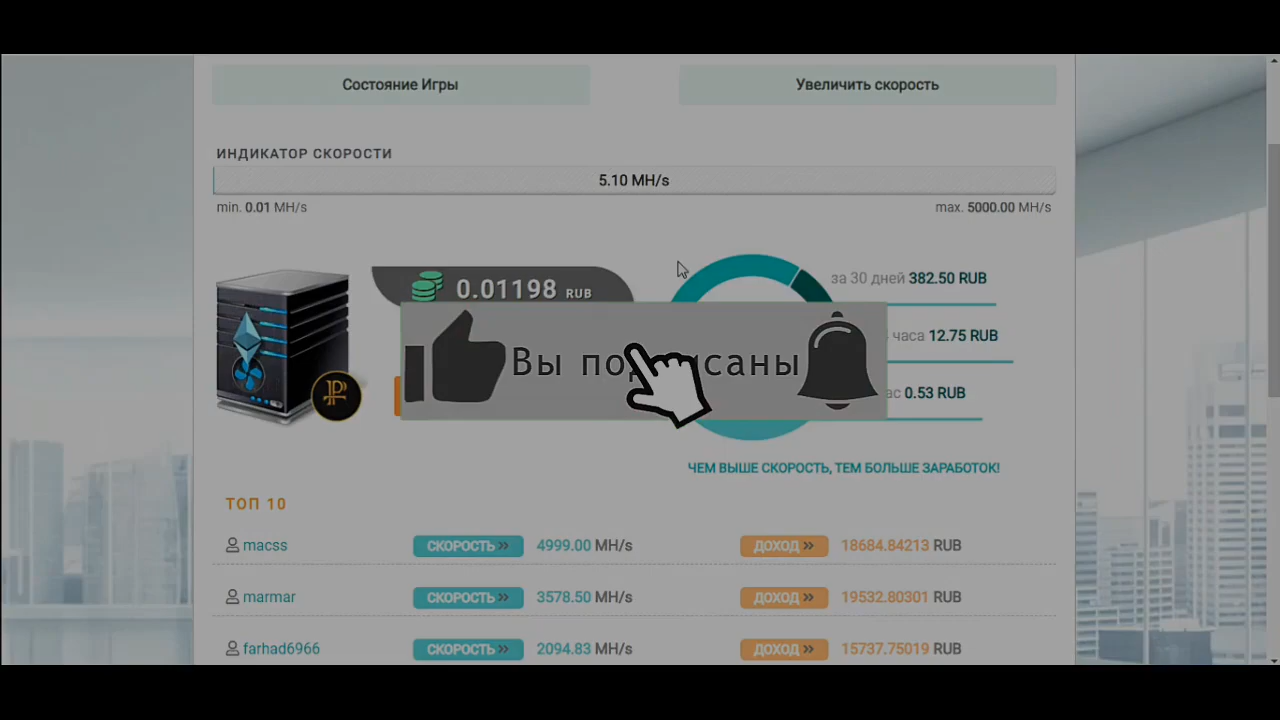 Состояние Игры
Увеличить скорость
ИНДИКАТОР СКОРОСТИ
5.10 MH/s
min. 0.01 MH/s
max. 5000.00 MH/s
0.01198 RUB
за 30 дней 382.50 RUB
часа 12.75 RUB
0.53 RUB
Вы
ЧЕМ ВЫШЕ СКОРОСТЬ, ТЕМ БОЛЬШЕ ЗАРАБОТОК!
ТОП 10
macss СКОРОСТЬ » 4999.00 MH/s ДОХОД » 18684.84213 RUB
marmar СКОРОСТЬ » 3578.50 MH/s ДОХОД » 19532.80301 RUB
farhad6966 СКОРОСТЬ » 2094.83 MH/s ДОХОД » 15737.75019 RUB